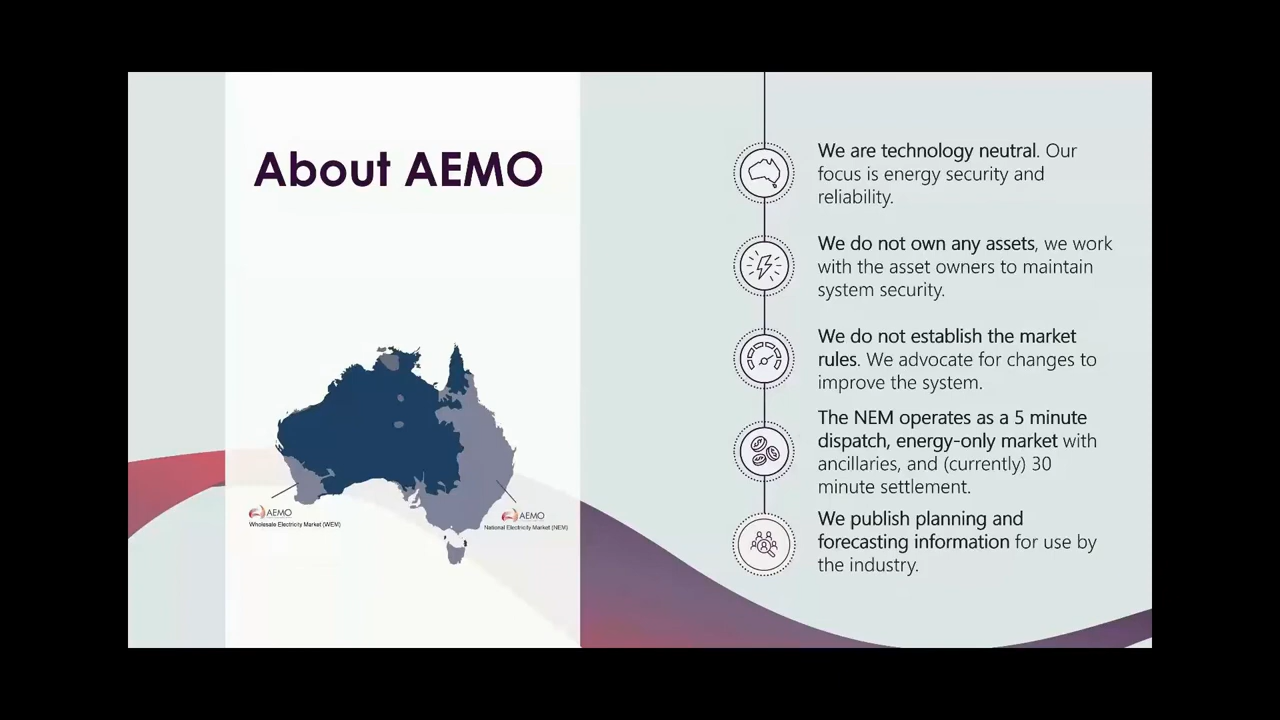 About AEMO
AEMO
Wholesale Electricity Market (WEM)
AEMO
National Electricity Market (NEM)
We are technology neutral. Our
focus is energy security and
reliability.
We do not own any assets, we work
with the asset owners to maintain
system security.
We do not establish the market
rules. We advocate for changes to
improve the system.
The NEM operates as a 5 minute
dispatch, energy-only market with
ancillaries, and (currently) 30
minute settlement.
We publish planning and
forecasting information for use by
the industry.